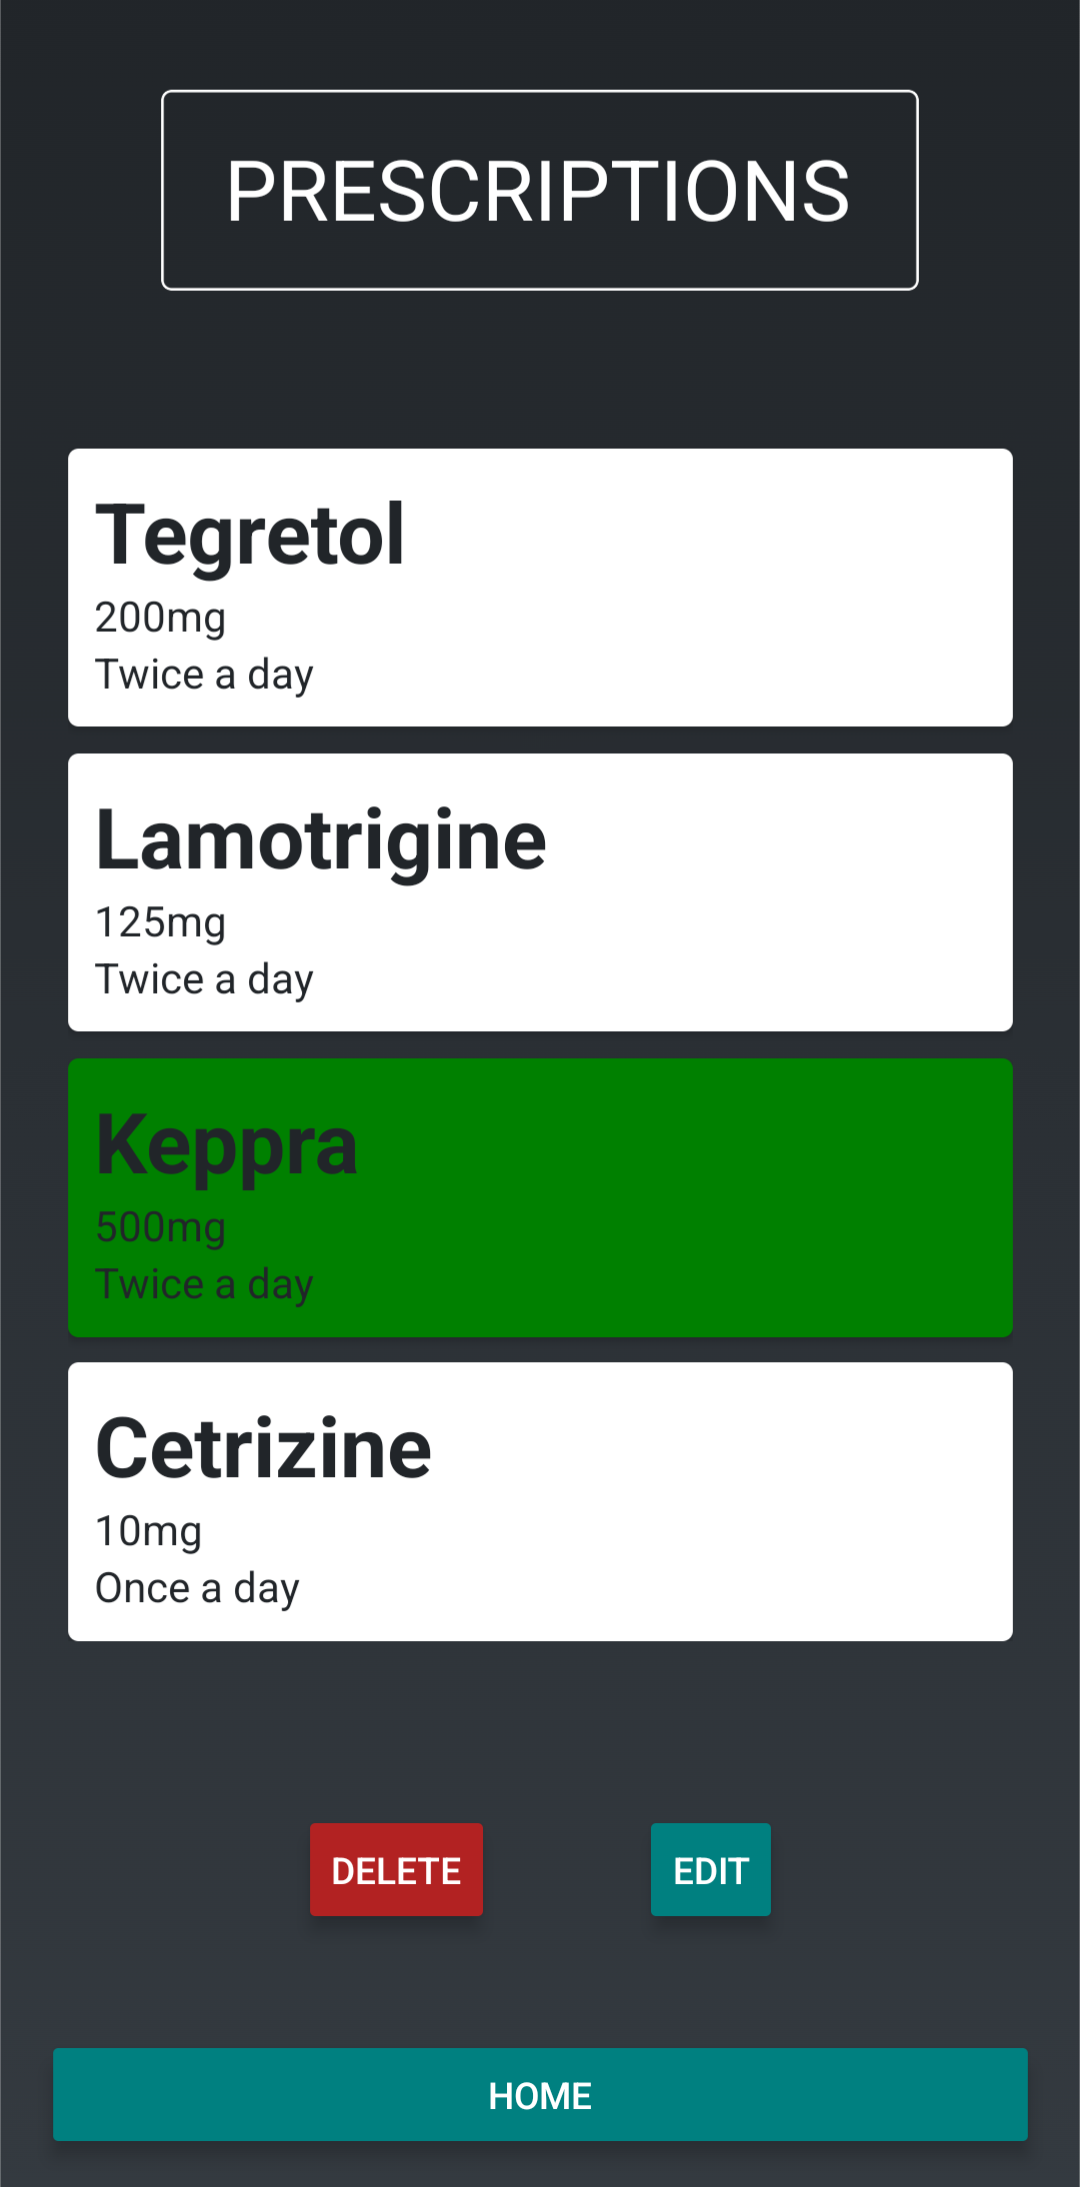 PRESCRIPTIONS
Tegretol
200mg
Twice a day
Lamotrigine
125mg
Twice a day
Keppra
500mg
Twice a day
Cetrizine
10mg
Once a day
DELETE
EDIT
HOME